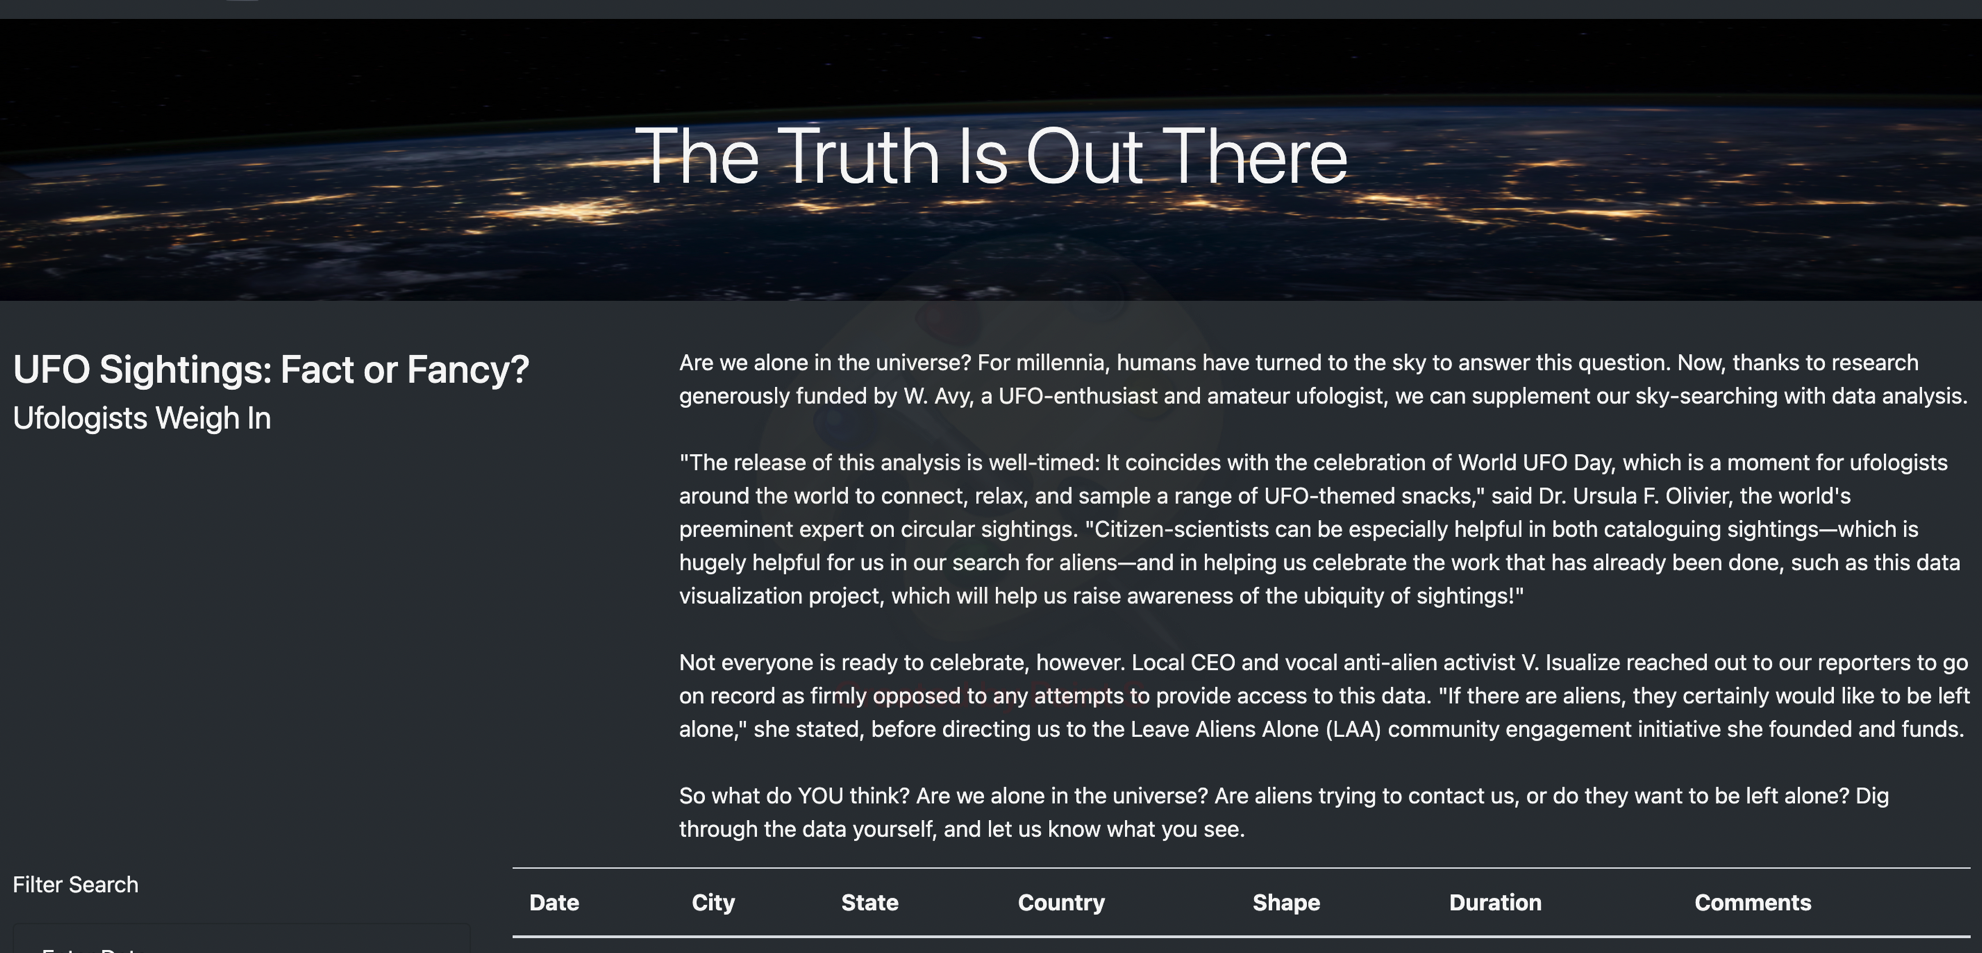 The Truth Is Out There
UFO Sightings: Fact or Fancy?
Ufologists Weigh In
Are we alone in the universe? For millennia, humans have turned to the sky to answer this question. Now, thanks to research
generously funded by W. Avy, a UFO-enthusiast and amateur ufologist, we can supplement our sky-searching with data analysis.
"The release of this analysis is well-timed: It coincides with the celebration of World UFO Day, which is a moment for ufologists
around the world to connect, relax, and sample a range of UFO-themed snacks," said Dr. Ursula F. Olivier, the world's
preeminent expert on circular sightings. "Citizen-scientists can be especially helpful in both cataloguing sightings—which is
hugely helpful for us in our search for aliens—and in helping us celebrate the work that has already been done, such as this data
visualization project, which will help us raise awareness of the ubiquity of sightings!"
Not everyone is ready to celebrate, however. Local CEO and vocal anti-alien activist V. Isualize reached out to our reporters to go
on record as firmly opposed to any attempts to provide access to this data. "If there are aliens, they certainly would like to be left
alone," she stated, before directing us to the Leave Aliens Alone (LAA) community engagement initiative she founded and funds.
So what do YOU think? Are we alone in the universe? Are aliens trying to contact us, or do they want to be left alone? Dig
through the data yourself, and let us know what you see.
Filter Search
Date City State Country Shape Duration Comments